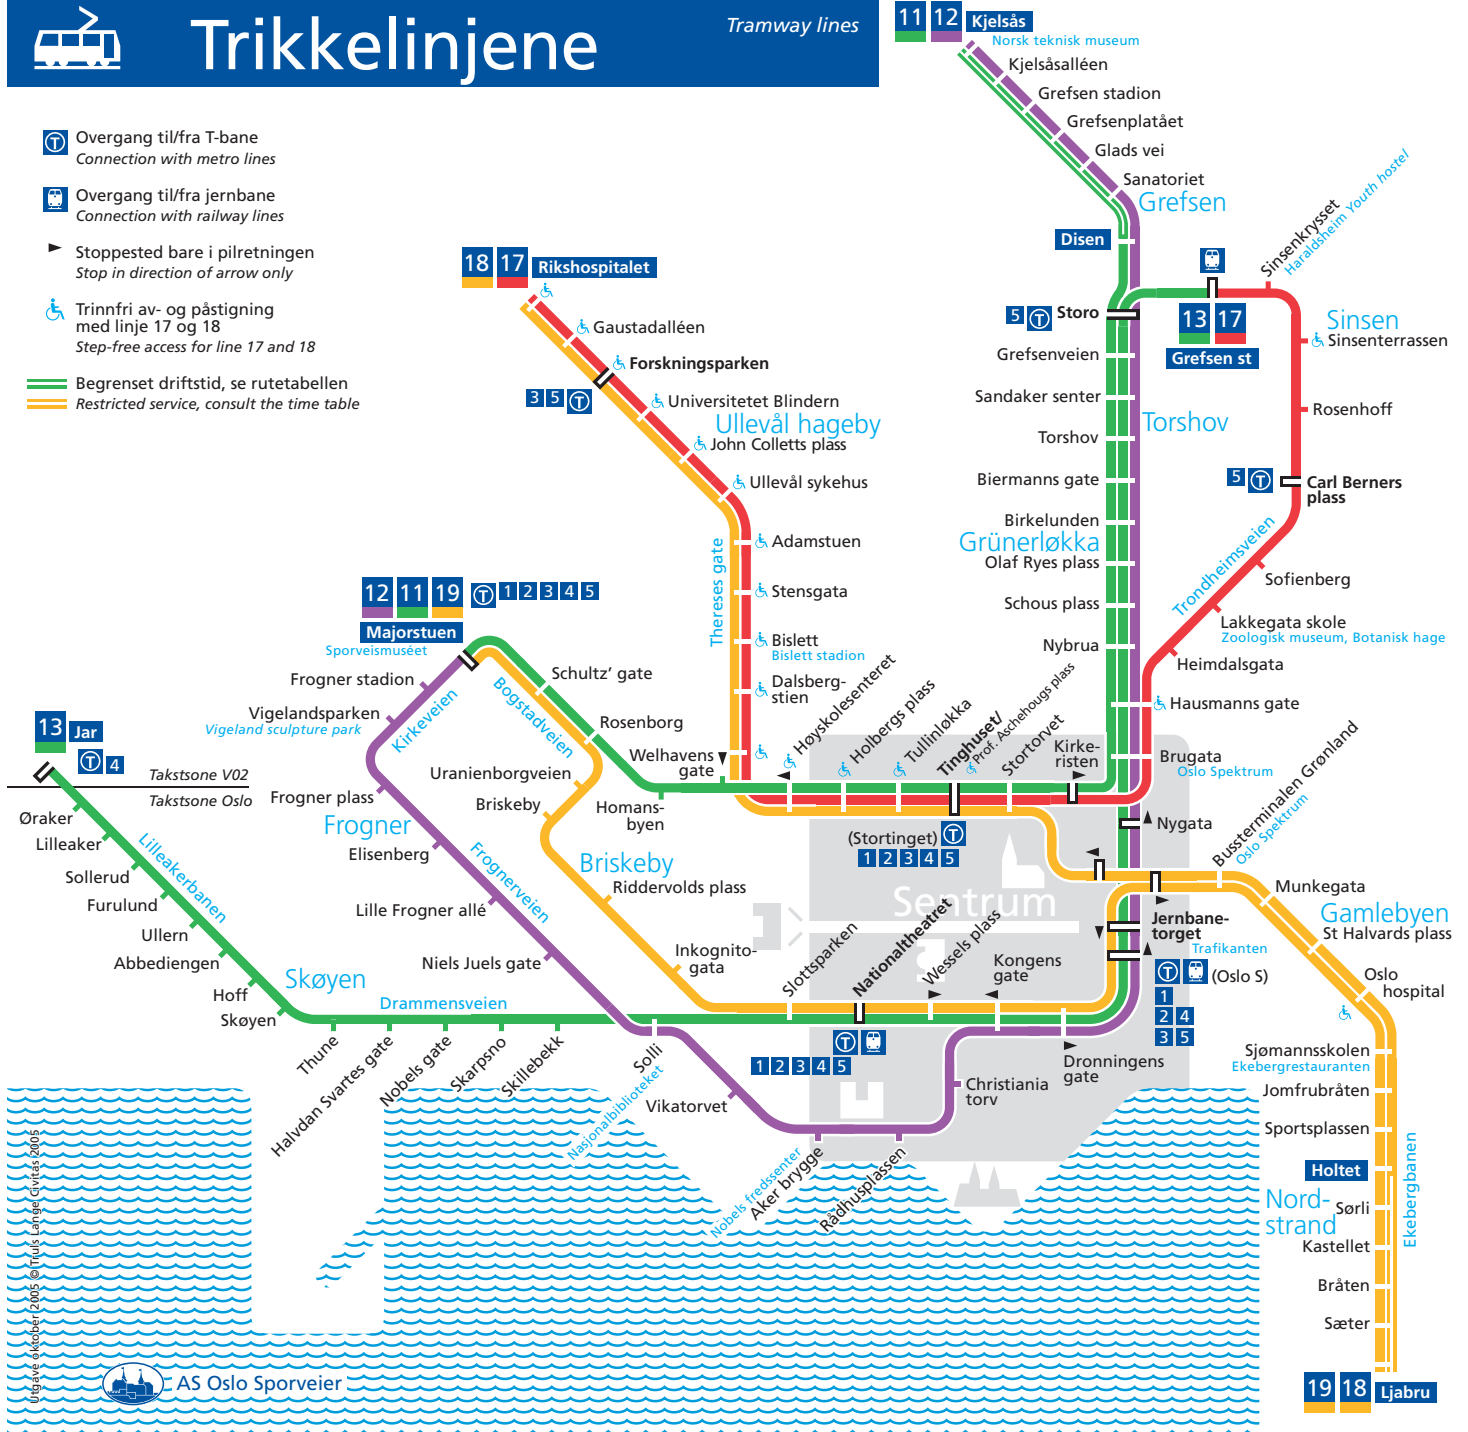 Trikkelinjene
Tramway lines
11 12 Kjelsås
Norsk teknisk museum
Kjelsåsalléen
Grefsen stadion
Grefsenplatået
Glads vei
Sanatoriet
Grefsen
Disen
T Overgang til/fra T-bane
Connection with metro lines
Overgang til/fra jernbane
Connection with railway lines
Stoppested bare i pilretningen
Stop in direction of arrow only
Trinnfri av- og påstigning
med linje 17 og 18
Step-free access for line 17 and 18
Begrenset driftstid, se rutetabellen
Restricted service, consult the time table
18 17 Rikshospitalet
Gaustadalléen
Forskningsparken
3 5 T
Universitetet Blindern
Ullevål hageby
John Colletts plass
Ullevål sykehus
Adamstuen
Stensgata
Bislett
Bislett stadion
Dalsberg-
stien
Thereses gate
Welhavens
gate
5 T Storo
Grefsenveien
Sandaker senter
Torshov
Torshov
Biermanns gate
Birkelunden
Grünerløkka
Olaf Ryes plass
Schous plass
Nybrua
Sinsenkrysset
Haraldsheim Youth hostel
13 17
Grefsen st
Sinsen
Sinsenterrassen
Rosenhoff
5 T Carl Berners
plass
Trondheimsveien
Sofienberg
Lakkegata skole
Zoologisk museum, Botanisk hage
Heimdalsgata
Hausmanns gate
Brugata
Oslo Spektrum
Nygata
12 11 19 T 1 2 3 4 5
Majorstuen
Sporveismuséet
Frogner stadion
Vigelandsparken
Vigeland sculpture park
Kirkeveien
Bogstadveien
Schultz' gate
Rosenborg
Uranienborgveien
Briskeby
Homans-
byen
Frogner plass
Frogner
Elisenberg
Frognerveien
Lille Frogner allé
Niels Juels gate
Briskeby
Riddervolds plass
Inkognito-
gata
Høyskolesenteret
Holbergs plass
Tullinløkka
Tinghuset/
Prof. Aschehougs plass
Stortorvet
Kirke-
risten
(Stortinget) T
1 2 3 4 5
Sentrum
Slottsparken
Nationaltheatret
Wessels plass
Kongens
gate
T
1 2 3 4 5
Dronningens
gate
Christiania
torv
Jernbane-
torget
Trafikanten
T (Oslo S)
1
2 4
3 5
Bussterminalen Grønland
Oslo Spektrum
Munkegata
Gamlebyen
St Halvards plass
Oslo
hospital
Sjømannsskolen
Ekebergrestauranten
Jomfrubråten
Sportsplassen
Holtet
Nord-
strand
Sørli
Kastellet
Bråten
Sæter
Ekebergbanen
19 18 Ljabru
13 Jar
T 4
Takstsone V02
Takstsone Oslo
Øraker
Lilleaker
Sollerud
Furulund
Ullern
Abbediengen
Hoff
Skøyen
Lilleakerbanen
Skøyen
Drammensveien
Thune
Halvdan Svartes gate
Nobels gate
Skarpsno
Skillebekk
Solli
Nasjonalbiblioteket
Vikatorvet
Nobels fredssenter
Aker brygge
Rådhusplassen
Utgave oktober 2005 © Truls Lange Civitas 2005
AS Oslo Sporveier